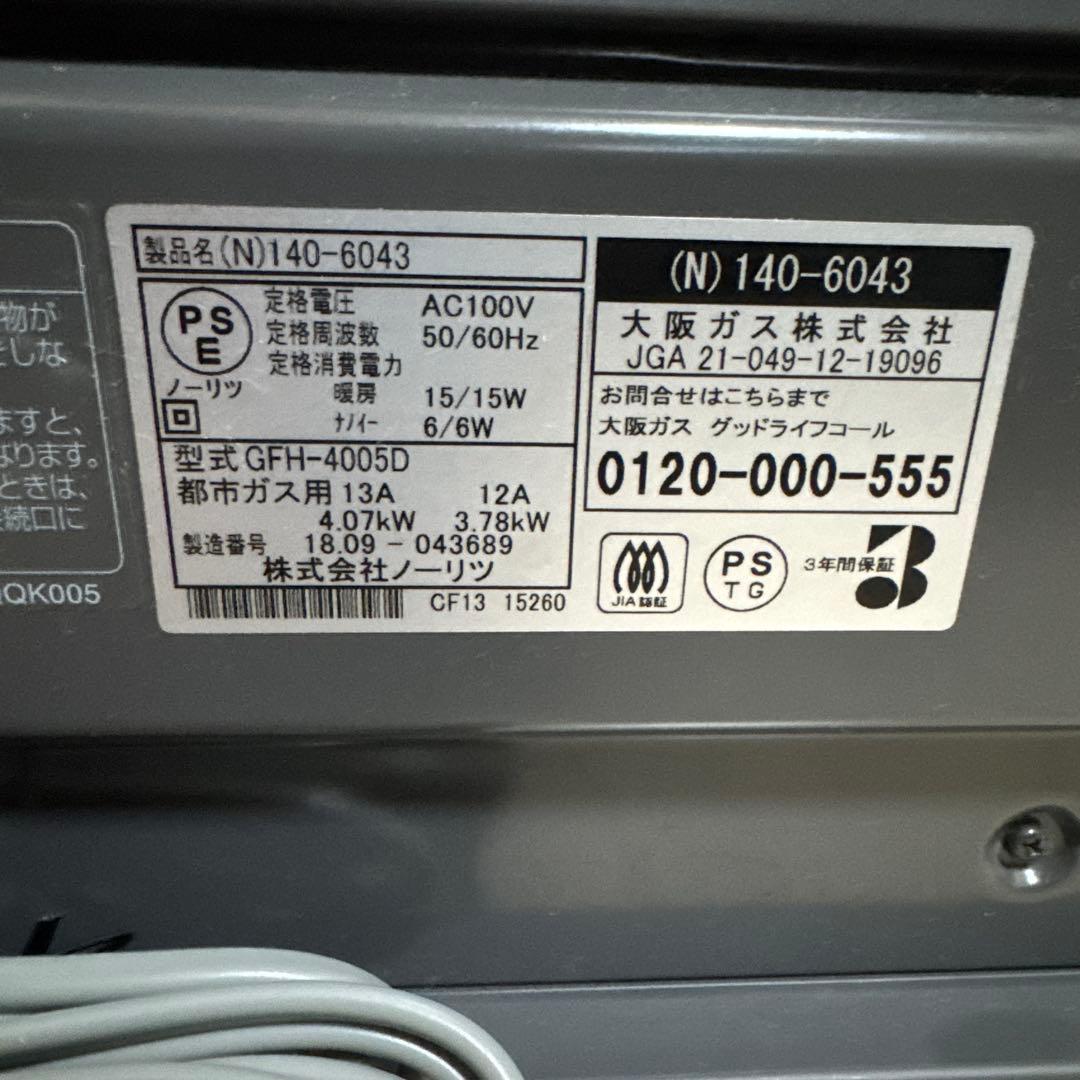 物が
をしな
ますと、
なります。
ときは、
続口に
QK005
製品名 (N)140-6043
PS
E
ノーリツ
定格電圧 AC100V
定格周波数 50/60Hz
定格消費電力
暖房 15/15W
ナノイー 6/6W
型式 GFH-4005D
都市ガス用 13A 12A
4.07kW 3.78kW
製造番号 18.09-043689
株式会社ノーリツ
CF13 15260
(N) 140-6043
大阪ガス株式会社
JGA 21-049-12-19096
お問合せはこちらまで
大阪ガス グッドライフコール
0120-000-555
JIA 認証
PS
TG
3年間保証
3